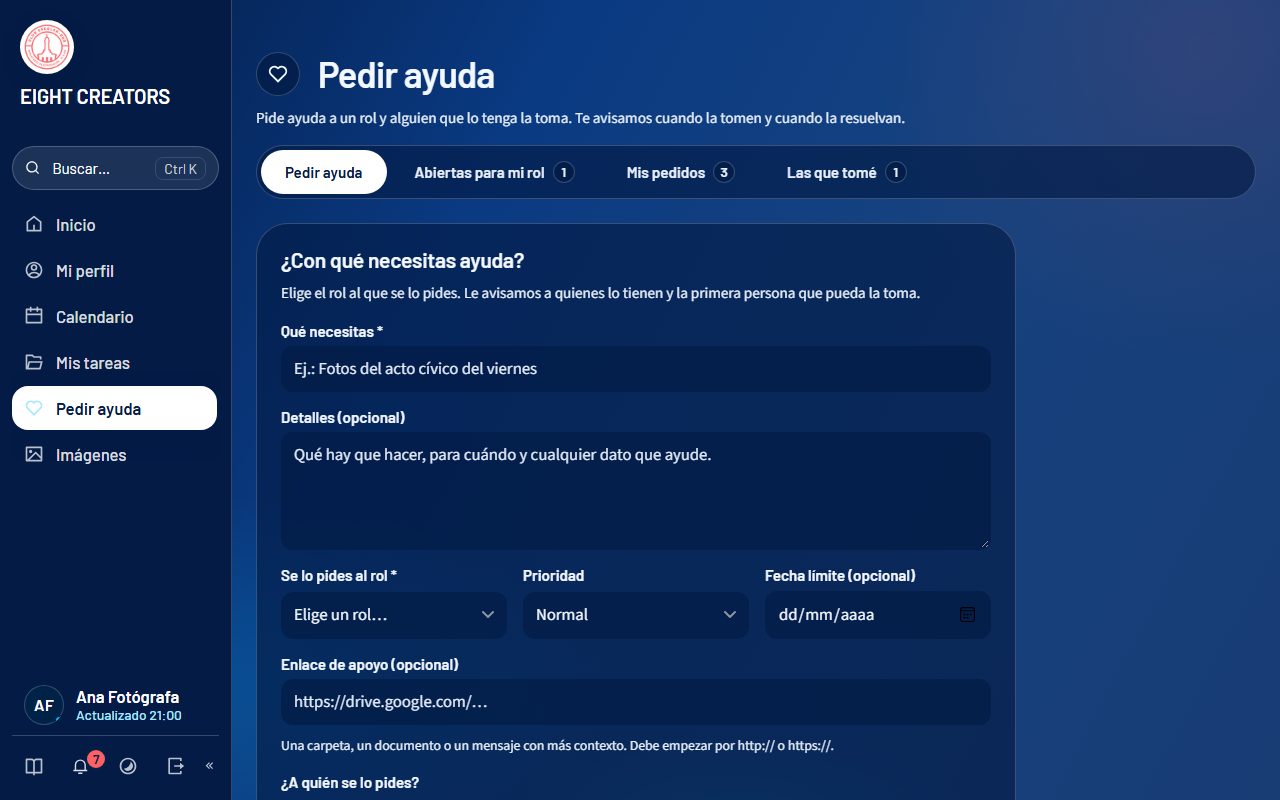 EIGHT CREATORS
Buscar...
Ctrl K
Inicio
Mi perfil
Calendario
Mis tareas
Pedir ayuda
Imágenes
AF
Ana Fotógrafa
Actualizado 21:00
7
«
Pedir ayuda
Pide ayuda a un rol y alguien que lo tenga la toma. Te avisamos cuando la tomen y cuando la resuelvan.
Pedir ayuda
Abiertas para mi rol 1
Mis pedidos 3
Las que tomé 1
¿Con qué necesitas ayuda?
Elige el rol al que se lo pides. Le avisamos a quienes lo tienen y la primera persona que pueda la toma.
Qué necesitas *
Ej.: Fotos del acto cívico del viernes
Detalles (opcional)
Qué hay que hacer, para cuándo y cualquier dato que ayude.
Se lo pides al rol *
Prioridad
Fecha límite (opcional)
Elige un rol...
Normal
dd/mm/aaaa
Enlace de apoyo (opcional)
https://drive.google.com/...
Una carpeta, un documento o un mensaje con más contexto. Debe empezar por http:// o https://.
¿A quién se lo pides?